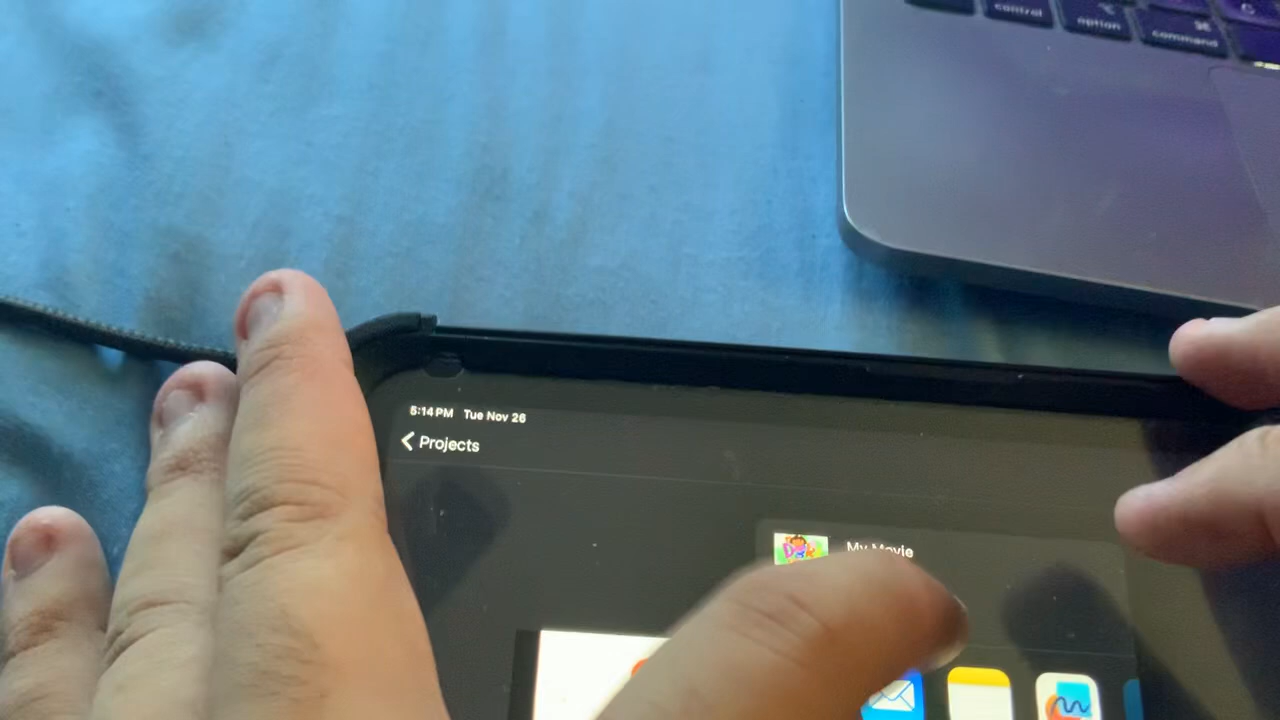 control
option
command
5:14 PM Tue Nov 26
Projects
My Movie